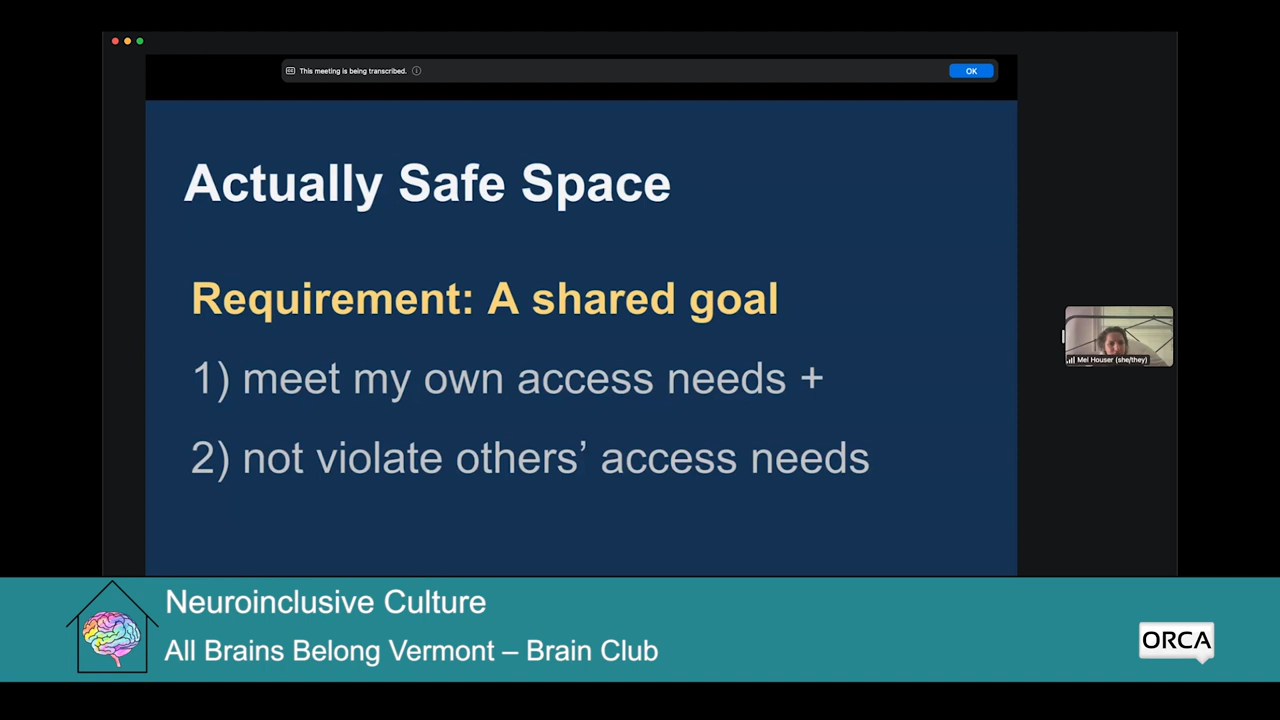 This meeting is being transcribed.
OK
Actually Safe Space
Requirement: A shared goal
1) meet my own access needs +
2) not violate others’ access needs
Mel Houser (she/they)
Neuroinclusive Culture
All Brains Belong Vermont – Brain Club
ORCA